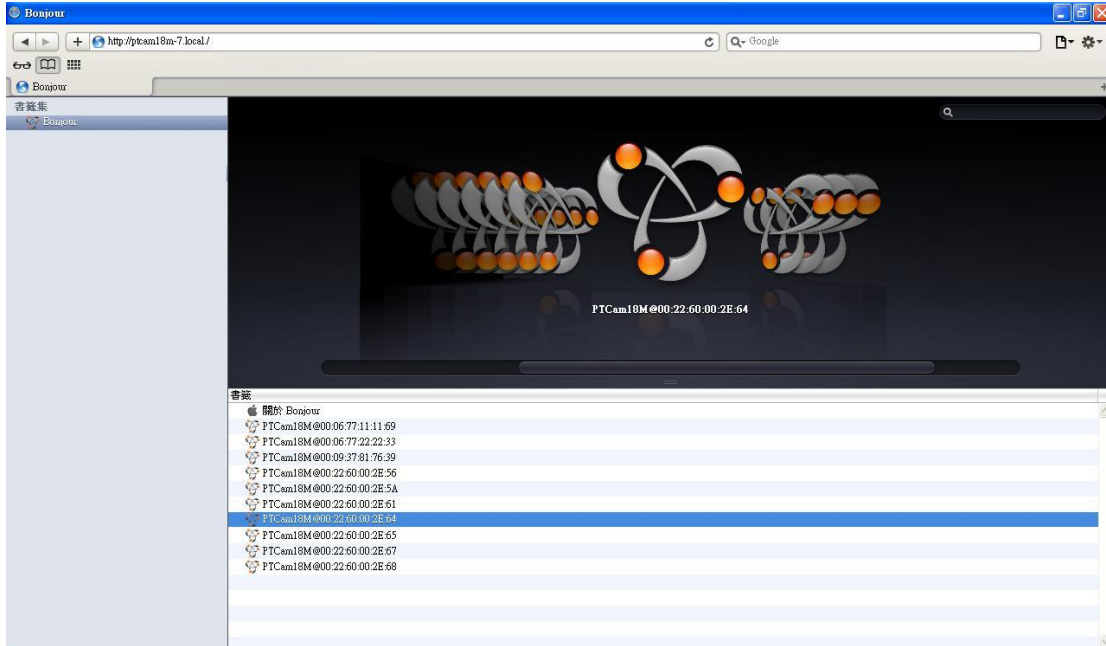 Bonjour
http://ptcam18m-7.local./
Google
Bonjour
書籤集
Bonjour
PTCam18M@00:22:60:00:2E:64
書籤
關於 Bonjour
PTCam18M@00:06:77:11:11:69
PTCam18M@00:06:77:22:22:33
PTCam18M@00:09:37:81:76:39
PTCam18M@00:22:60:00:2E:56
PTCam18M@00:22:60:00:2E:5A
PTCam18M@00:22:60:00:2E:61
PTCam18M@00:22:60:00:2E:64
PTCam18M@00:22:60:00:2E:65
PTCam18M@00:22:60:00:2E:67
PTCam18M@00:22:60:00:2E:68